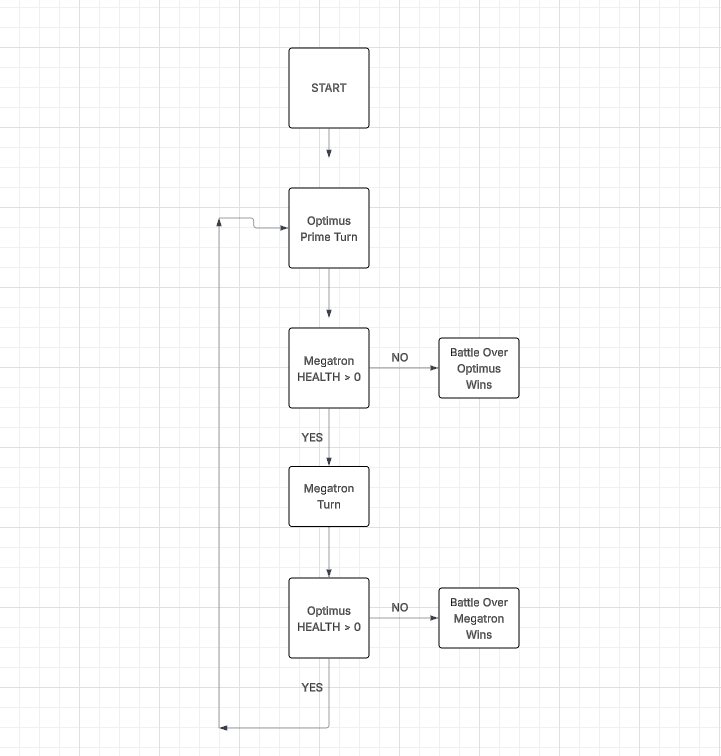 START
Optimus
Prime Turn
Megatron
HEALTH > 0
NO
Battle Over
Optimus
Wins
YES
Megatron
Turn
Optimus
HEALTH > 0
NO
Battle Over
Megatron
Wins
YES